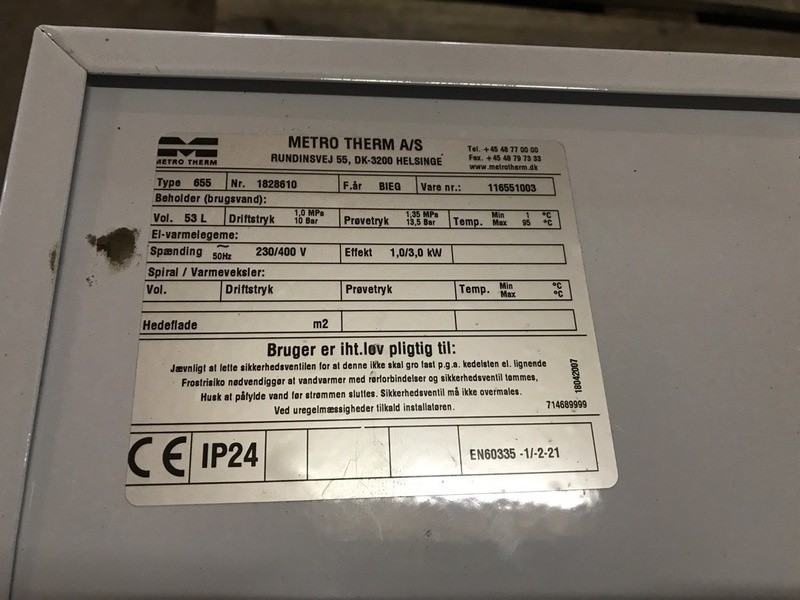 METRO THERM
METRO THERM A/S
RUNDINSVEJ 55, DK-3200 HELSINGE
Tel. +45 48 77 00 00
Fax. +45 48 79 73 33
www.metrotherm.dk
Type 655 Nr. 1828610 F.år BIEG Vare nr.: 116551003
Beholder (brugsvand):
Vol. 53 L Driftstryk 1,0 MPa 10 Bar Prøvetryk 1,35 MPa 13,5 Bar Temp. Min 1 °C Max 95 °C
El-varmelegeme:
Spænding ~ 50Hz 230/400 V Effekt 1,0/3,0 kW
Spiral / Varmeveksler:
Vol. Driftstryk Prøvetryk Temp. Min °C Max °C
Hedeflade m2
Bruger er iht.lov pligtig til:
Jævnligt at lette sikkerhedsventilen for at denne ikke skal gro fast p.g.a. kedelsten el. lignende
Frostrisiko nødvendiggør at vandvarmer med rørforbindelser og sikkerhedsventil tømmes,
Husk at påfylde vand før strømmen sluttes. Sikkerhedsventil må ikke overmales.
Ved uregelmæssigheder tilkald installatøren.
18042007
714689999
CE IP24 EN60335 -1/-2-21